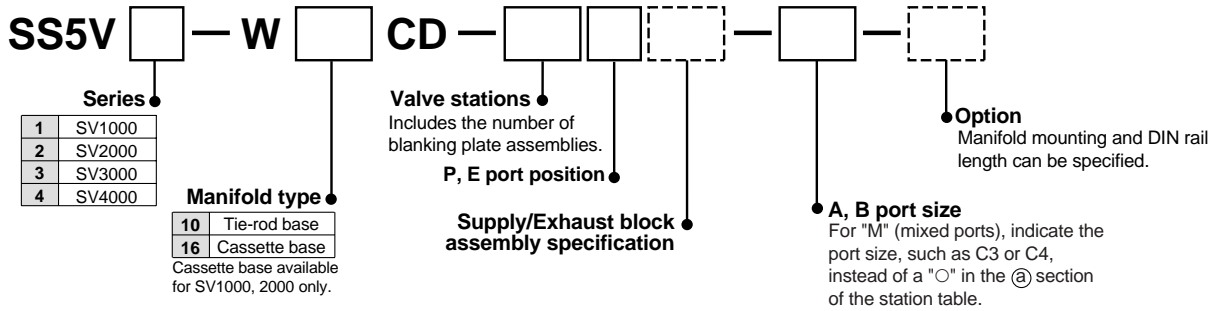 SS5V — W CD — — —
Series
1 SV1000
2 SV2000
3 SV3000
4 SV4000
Manifold type
10 Tie-rod base
16 Cassette base
Cassette base available
for SV1000, 2000 only.
Valve stations
Includes the number of
blanking plate assemblies.
P, E port position
Supply/Exhaust block
assembly specification
A, B port size
For "M" (mixed ports), indicate the
port size, such as C3 or C4,
instead of a "○" in the ⓐ section
of the station table.
Option
Manifold mounting and DIN rail
length can be specified.